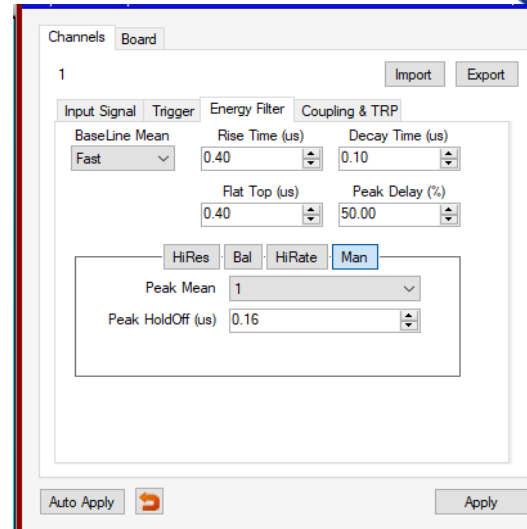 Channels Board
1 Import Export
Input Signal Trigger Energy Filter Coupling & TRP
BaseLine Mean Rise Time (us) Decay Time (us)
Fast 0.40 0.10
Flat Top (us) Peak Delay (%)
0.40 50.00
HiRes Bal HiRate Man
Peak Mean 1
Peak HoldOff (us) 0.16
Auto Apply Apply